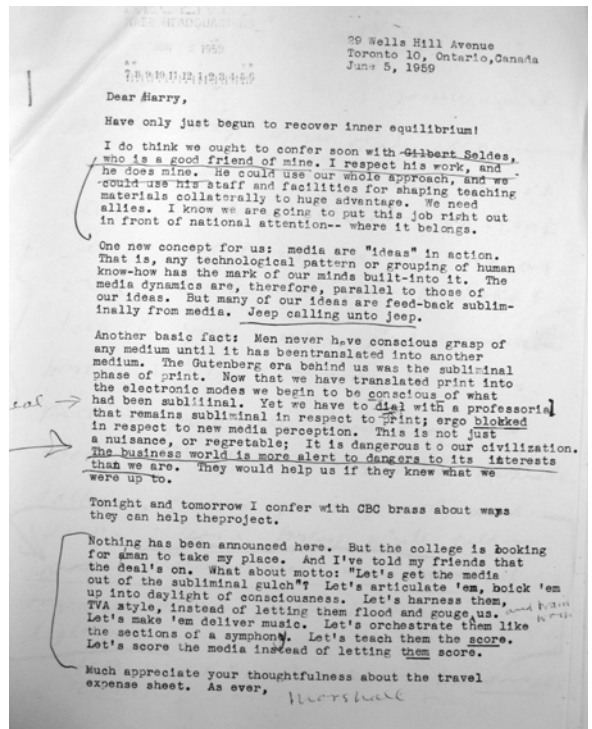 1959
7,8,9,10,11,12,1,2,3,4,5,6
29 Wells Hill Avenue
Toronto 10, Ontario,Canada
June 5, 1959
Dear Harry,
Have only just begun to recover inner equilibrium!
I do think we ought to confer soon with Gilbert Seldes,
who is a good friend of mine. I respect his work, and
he does mine. He could use our whole approach, and we
could use his staff and facilities for shaping teaching
materials collaterally to huge advantage. We need
allies. I know we are going to put this job right out
in front of national attention-- where it belongs.
One new concept for us: media are "ideas" in action.
That is, any technological pattern or grouping of human
know-how has the mark of our minds built-into it. The
media dynamics are, therefore, parallel to those of
our ideas. But many of our ideas are feed-back sublim-
inally from media. Jeep calling unto jeep.
Another basic fact: Men never have conscious grasp of
any medium until it has beentranslated into another
medium. The Gutenberg era behind us was the subliminal
phase of print. Now that we have translated print into
the electronic modes we begin to be conscious of what
had been subliiinal. Yet we have to dial with a professorial
that remains subliminal in respect to print; ergo blokked
in respect to new media perception. This is not just
a nuisance, or regretable; It is dangerous to our civilization.
The business world is more alert to dangers to its interests
than we are. They would help us if they knew what we
were up to.
Tonight and tomorrow I confer with CBC brass about ways
they can help theproject.
Nothing has been announced here. But the college is booking
for aman to take my place. And I've told my friends that
the deal's on. What about motto: "Let's get the media
out of the subliminal gulch"? Let's articulate 'em, boick 'em
up into daylight of consciousness. Let's harness them,
TVA style, instead of letting them flood and gouge us. and
Let's make 'em deliver music. Let's orchestrate them like
the sections of a symphony. Let's teach them the score.
Let's score the media instead of letting them score.
Much appreciate your thoughtfulness about the travel
expense sheet. As ever,
Marshall